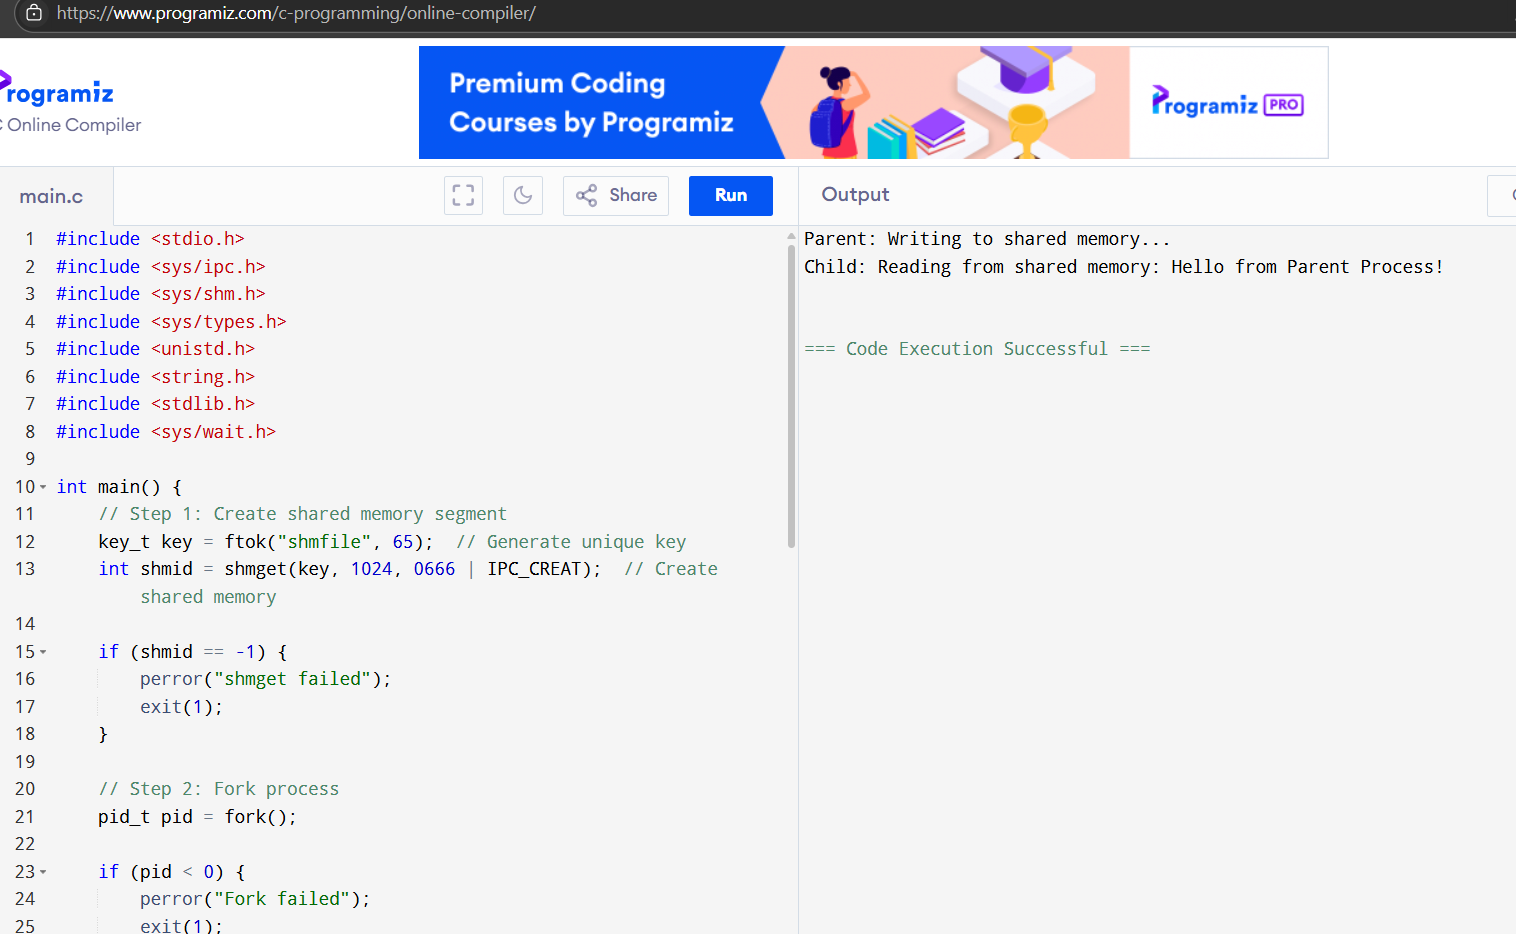 https://www.programiz.com/c-programming/online-compiler/
Programiz
C Online Compiler
Premium Coding
Courses by Programiz
Programiz PRO
main.c
Share
Run
Output
1 #include <stdio.h>
2 #include <sys/ipc.h>
3 #include <sys/shm.h>
4 #include <sys/types.h>
5 #include <unistd.h>
6 #include <string.h>
7 #include <stdlib.h>
8 #include <sys/wait.h>
9
10 int main() {
11 // Step 1: Create shared memory segment
12 key_t key = ftok("shmfile", 65); // Generate unique key
13 int shmid = shmget(key, 1024, 0666 | IPC_CREAT); // Create
shared memory
14
15 if (shmid == -1) {
16 perror("shmget failed");
17 exit(1);
18 }
19
20 // Step 2: Fork process
21 pid_t pid = fork();
22
23 if (pid < 0) {
24 perror("Fork failed");
25 exit(1);
Parent: Writing to shared memory...
Child: Reading from shared memory: Hello from Parent Process!
=== Code Execution Successful ===